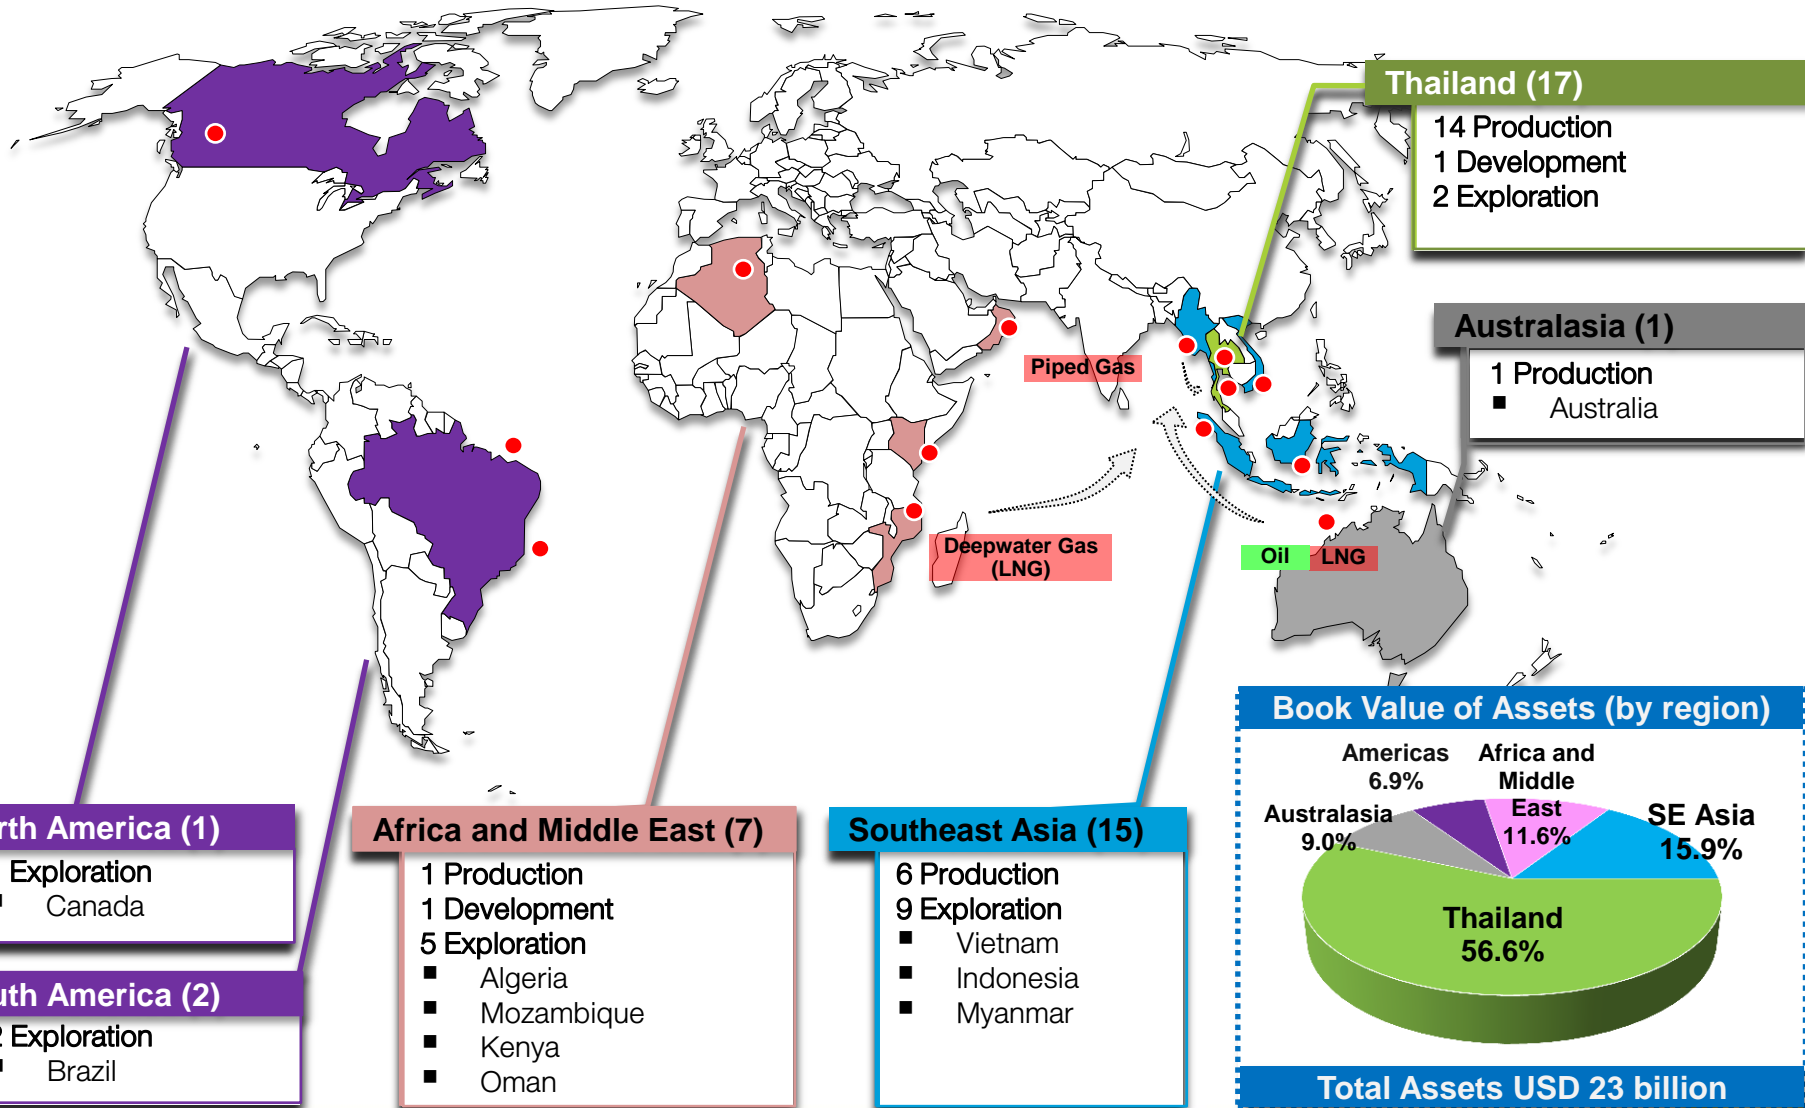 Thailand (17)
14 Production
1 Development
2 Exploration
Australasia (1)
1 Production
■ Australia
Piped Gas
Deepwater Gas
(LNG)
Oil
LNG
rth America (1)
Exploration
Canada
uth America (2)
2 Exploration
Brazil
Africa and Middle East (7)
1 Production
1 Development
5 Exploration
■ Algeria
■ Mozambique
■ Kenya
■ Oman
Southeast Asia (15)
6 Production
9 Exploration
■ Vietnam
■ Indonesia
■ Myanmar
Book Value of Assets (by region)
Americas
6.9%
Africa and
Middle
East
11.6%
Australasia
9.0%
SE Asia
15.9%
Thailand
56.6%
Total Assets USD 23 billion